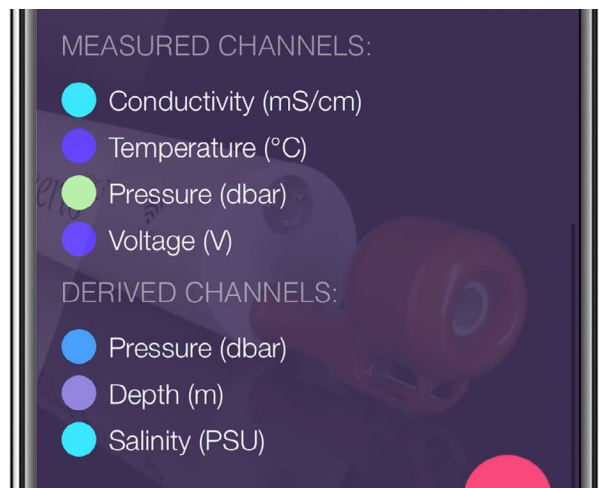 MEASURED CHANNELS:
Conductivity (mS/cm)
Temperature (°C)
Pressure (dbar)
Voltage (V)
DERIVED CHANNELS:
Pressure (dbar)
Depth (m)
Salinity (PSU)